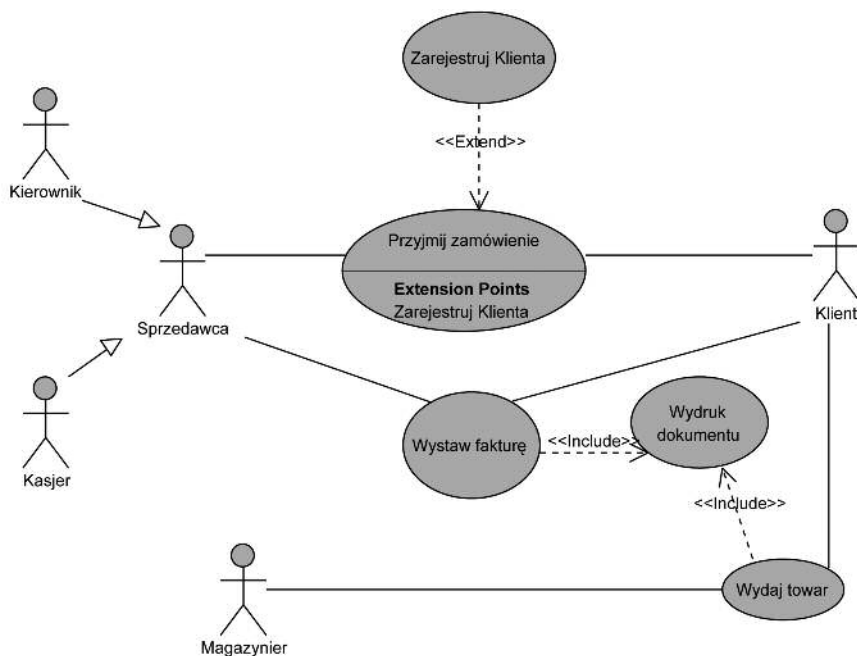 Zarejestruj Klienta
<<Extend>>
Kierownik
Przyjmij zamówienie
Extension Points
Zarejestruj Klienta
Sprzedawca
Klient
Kasjer
Wystaw fakturę
<<Include>>
Wydruk
dokumentu
<<Include>>
Magazynier
Wydaj towar